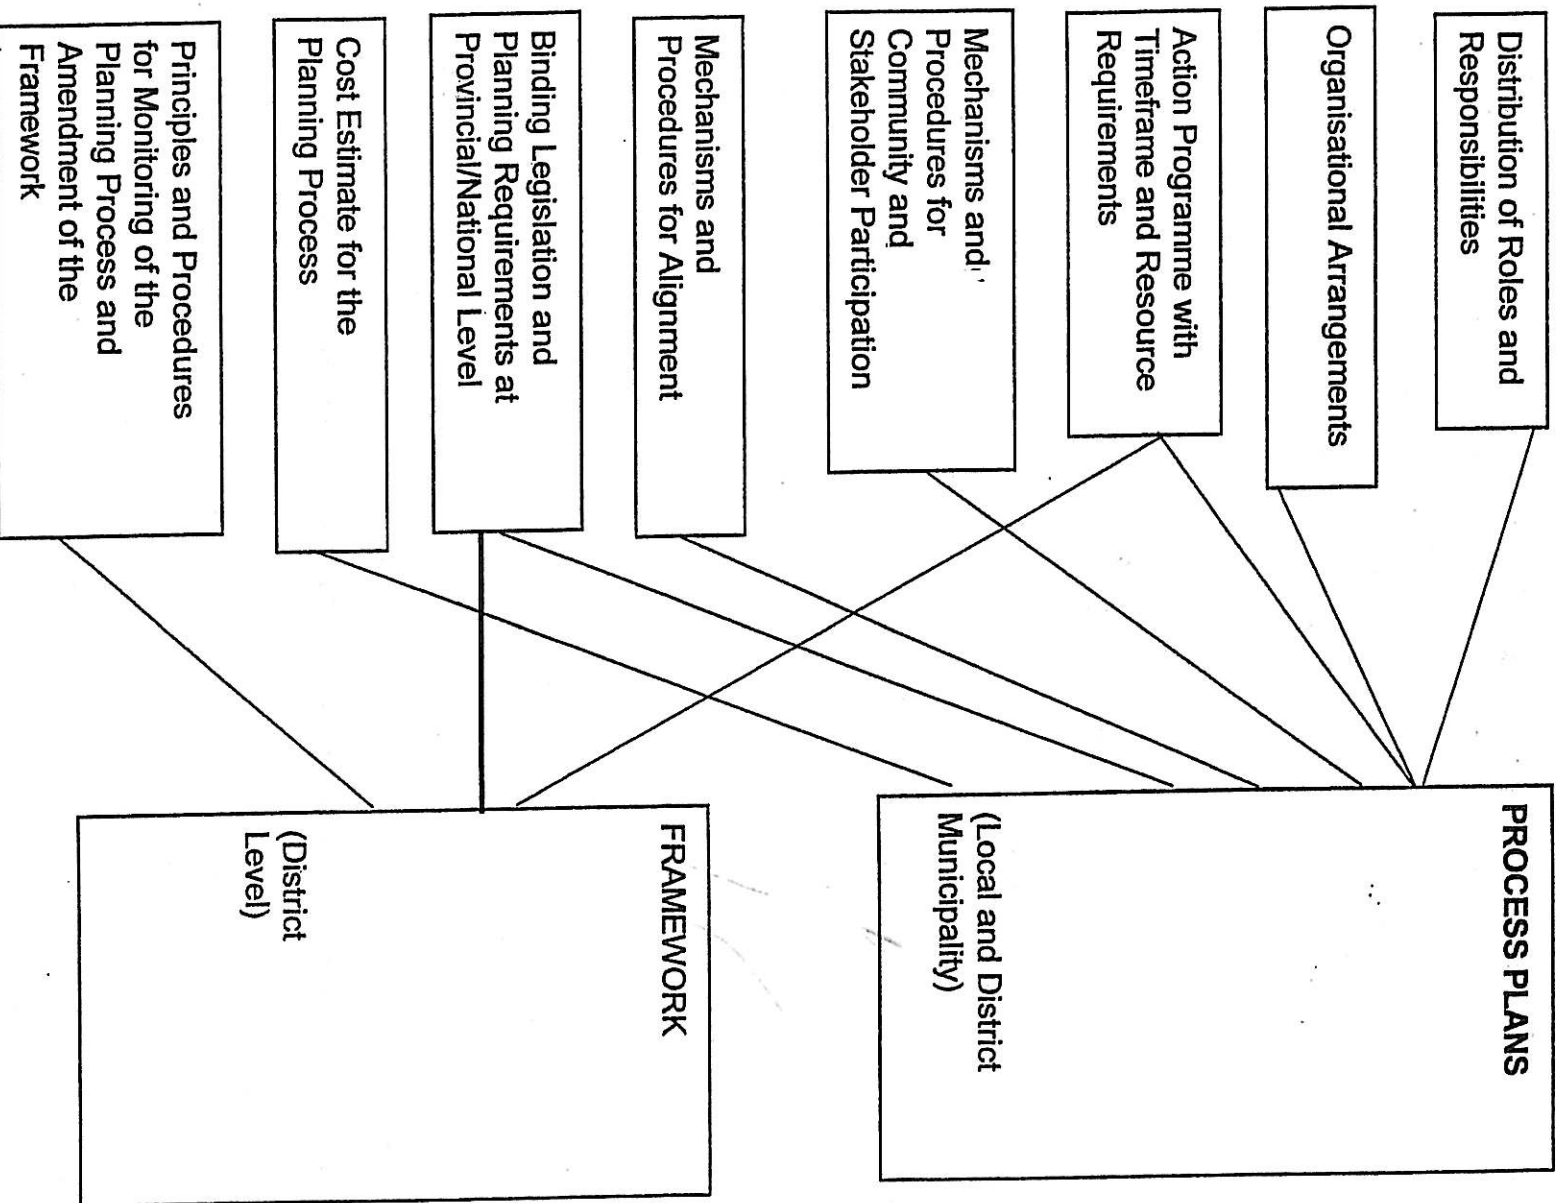 Distribution of Roles and
Responsibilities
Organisational Arrangements
Action Programme with
Timeframe and Resource
Requirements
Mechanisms and
Procedures for
Community and
Stakeholder Participation
Mechanisms and
Procedures for Alignment
Binding Legislation and
Planning Requirements at
Provincial/National Level
Cost Estimate for the
Planning Process
Principles and Procedures
for Monitoring of the
Planning Process and
Amendment of the
Framework
PROCESS PLANS
(Local and District
Municipality)
FRAMEWORK
(District
Level)